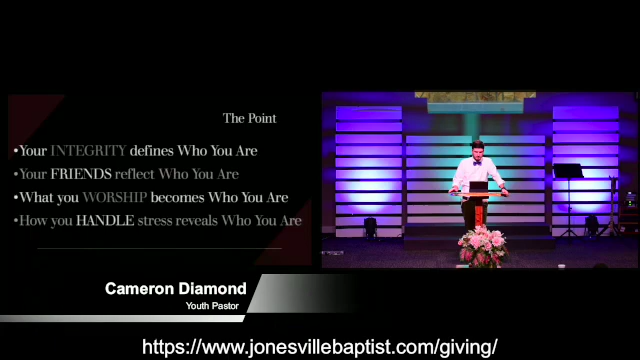 The Point
•Your INTEGRITY defines Who You Are
•Your FRIENDS reflect Who You Are
•What you WORSHIP becomes Who You Are
•How you HANDLE stress reveals Who You Are
Cameron Diamond
Youth Pastor
https://www.jonesvillebaptist.com/giving/